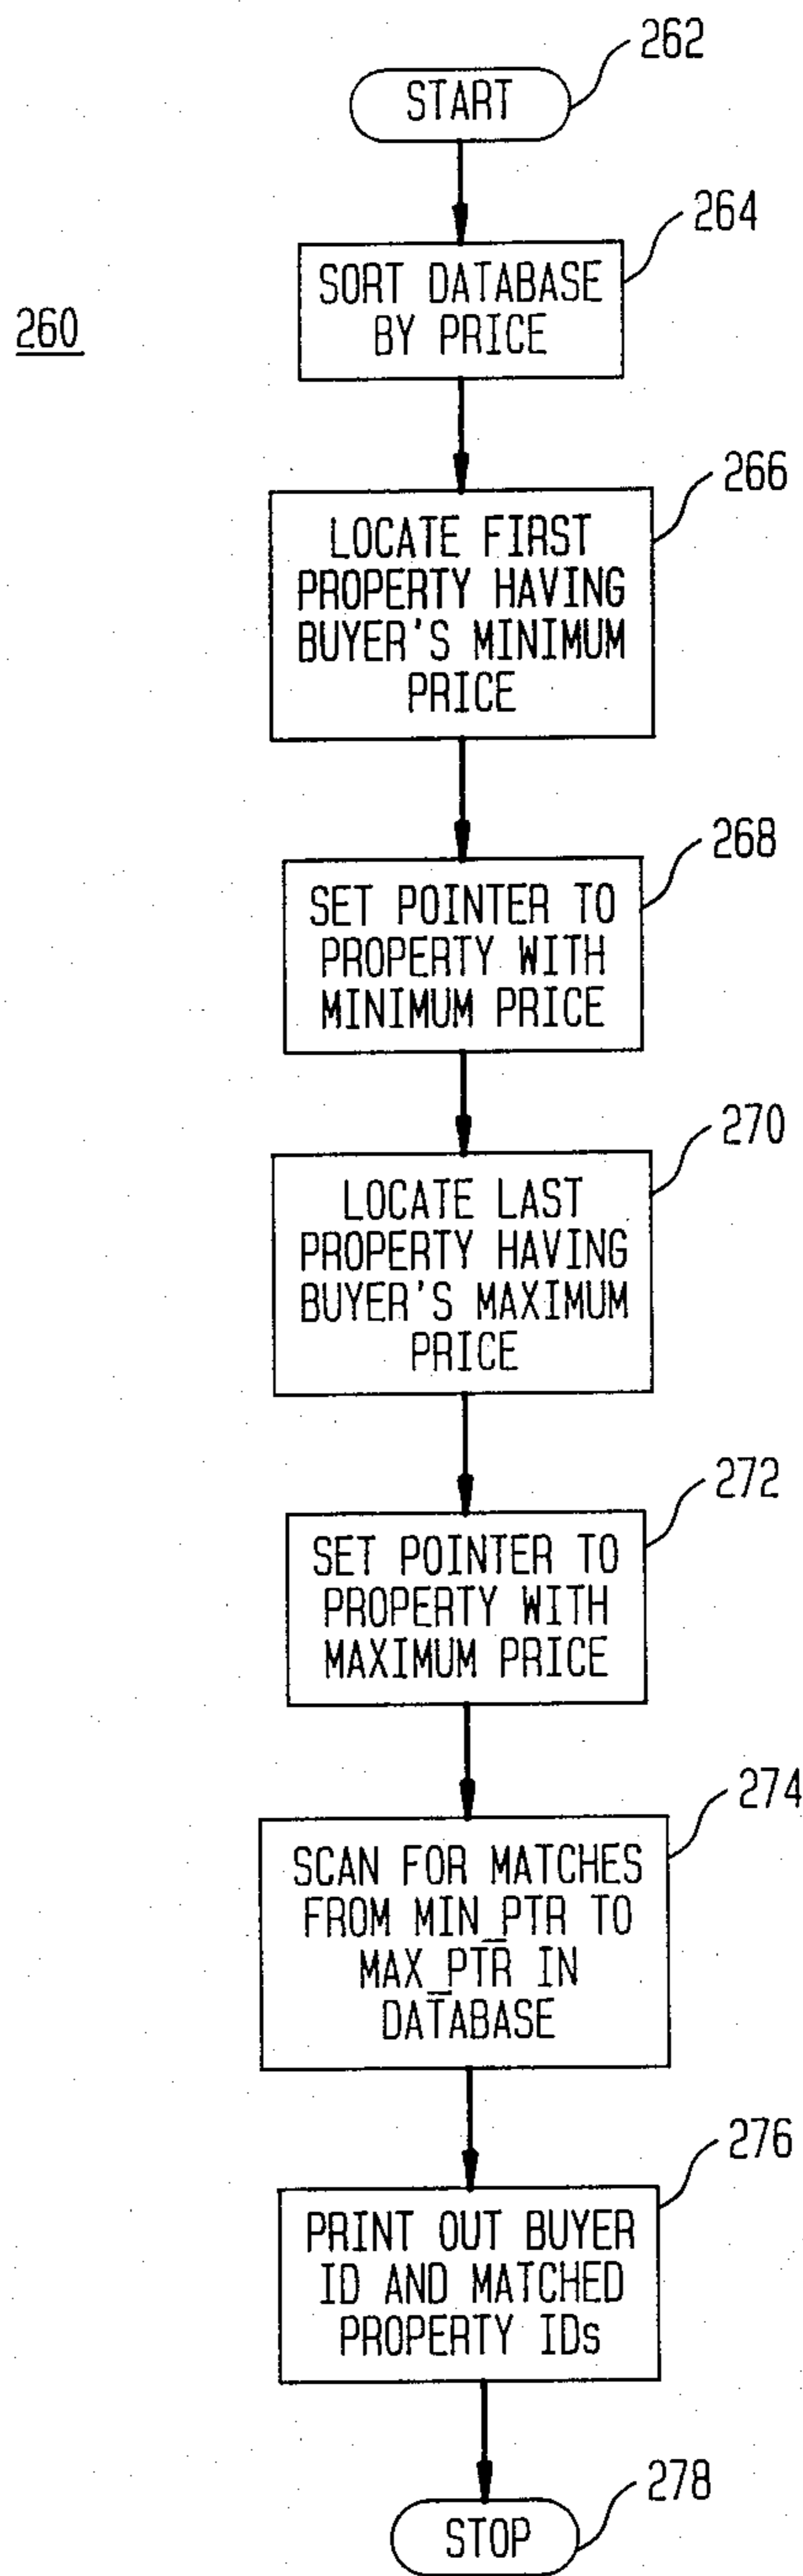 262
START
264
SORT DATABASE
BY PRICE
260
266
LOCATE FIRST
PROPERTY HAVING
BUYER'S MINIMUM
PRICE
268
SET POINTER TO
PROPERTY WITH
MINIMUM PRICE
270
LOCATE LAST
PROPERTY HAVING
BUYER'S MAXIMUM
PRICE
272
SET POINTER TO
PROPERTY WITH
MAXIMUM PRICE
274
SCAN FOR MATCHES
FROM MIN_PTR TO
MAX_PTR IN
DATABASE
276
PRINT OUT BUYER
ID AND MATCHED
PROPERTY IDs
278
STOP